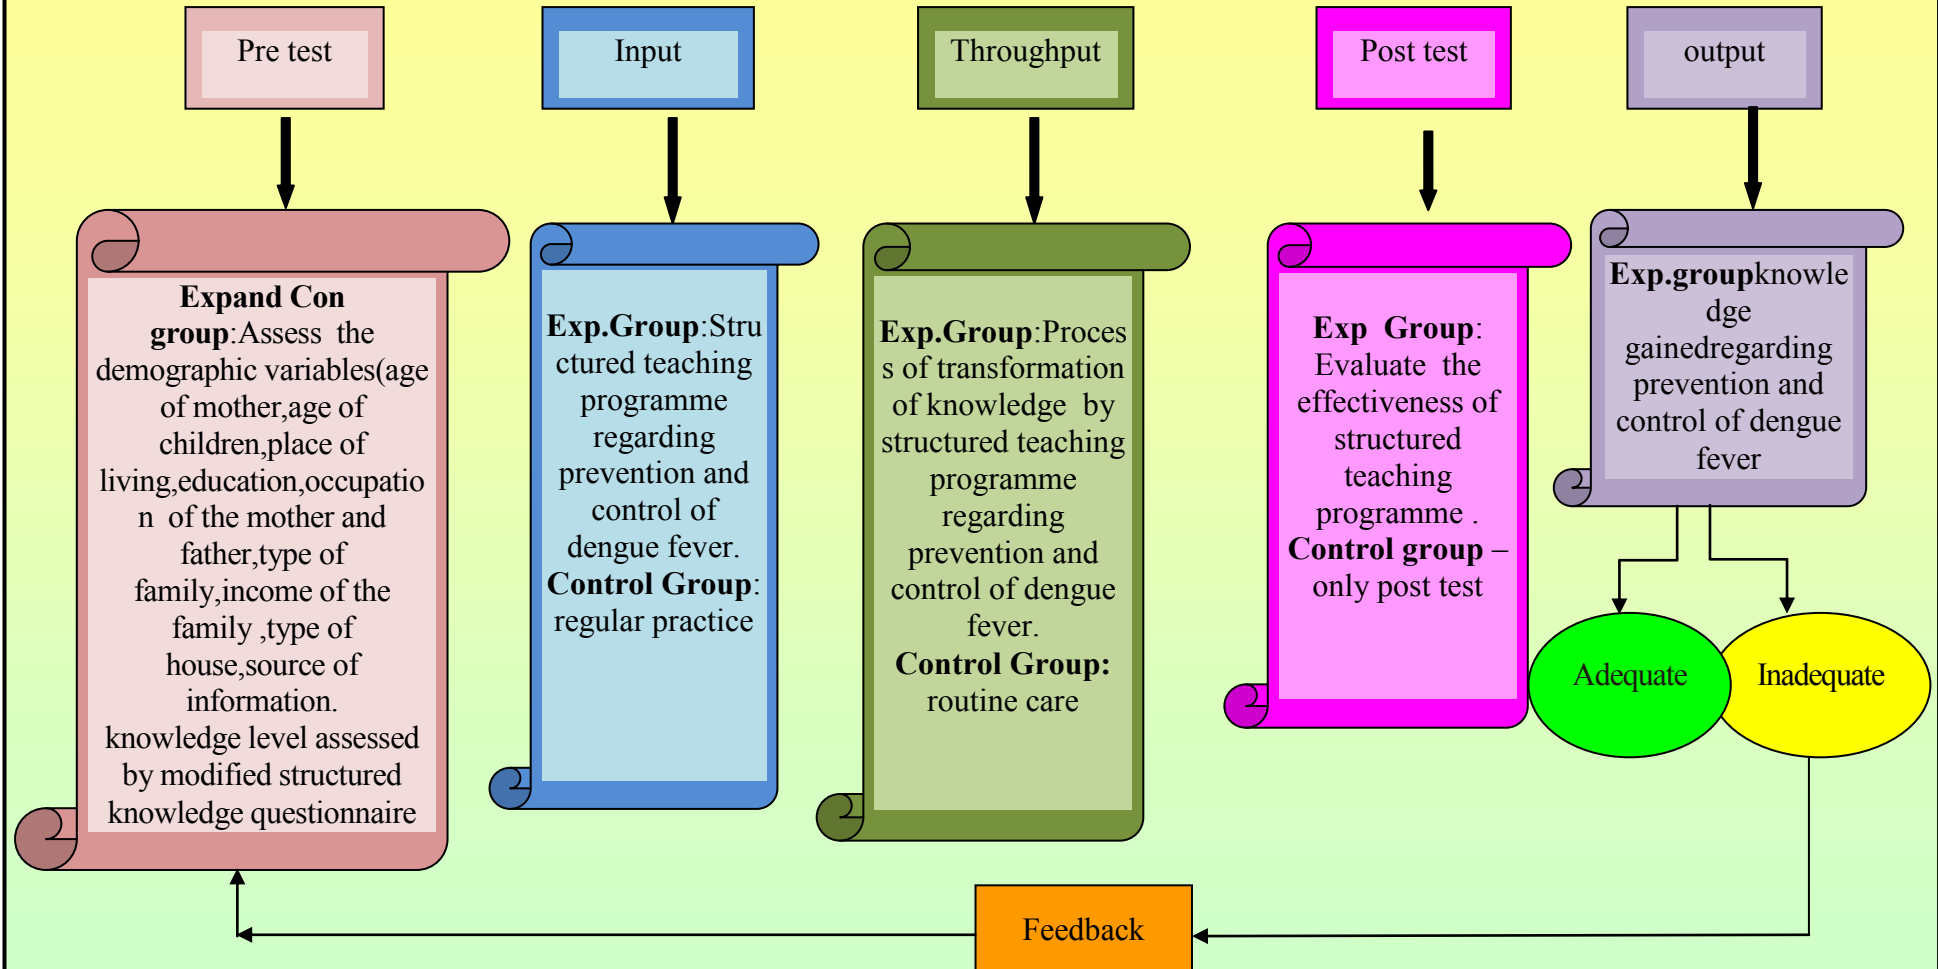 Pre test
Input
Throughput
Post test
output
Expand Con
group:Assess the
demographic variables(age
of mother,age of
children,place of
living,education,occupatio
n of the mother and
father,type of
family,income of the
family ,type of
house,source of
information.
knowledge level assessed
by modified structured
knowledge questionnaire
Exp.Group:Stru
ctured teaching
programme
regarding
prevention and
control of
dengue fever.
Control Group:
regular practice
Exp.Group:Proces
s of transformation
of knowledge by
structured teaching
programme
regarding
prevention and
control of dengue
fever.
Control Group:
routine care
Exp Group:
Evaluate the
effectiveness of
structured
teaching
programme .
Control group –
only post test
Exp.groupknowle
dge
gainedregarding
prevention and
control of dengue
fever
Adequate
Inadequate
Feedback